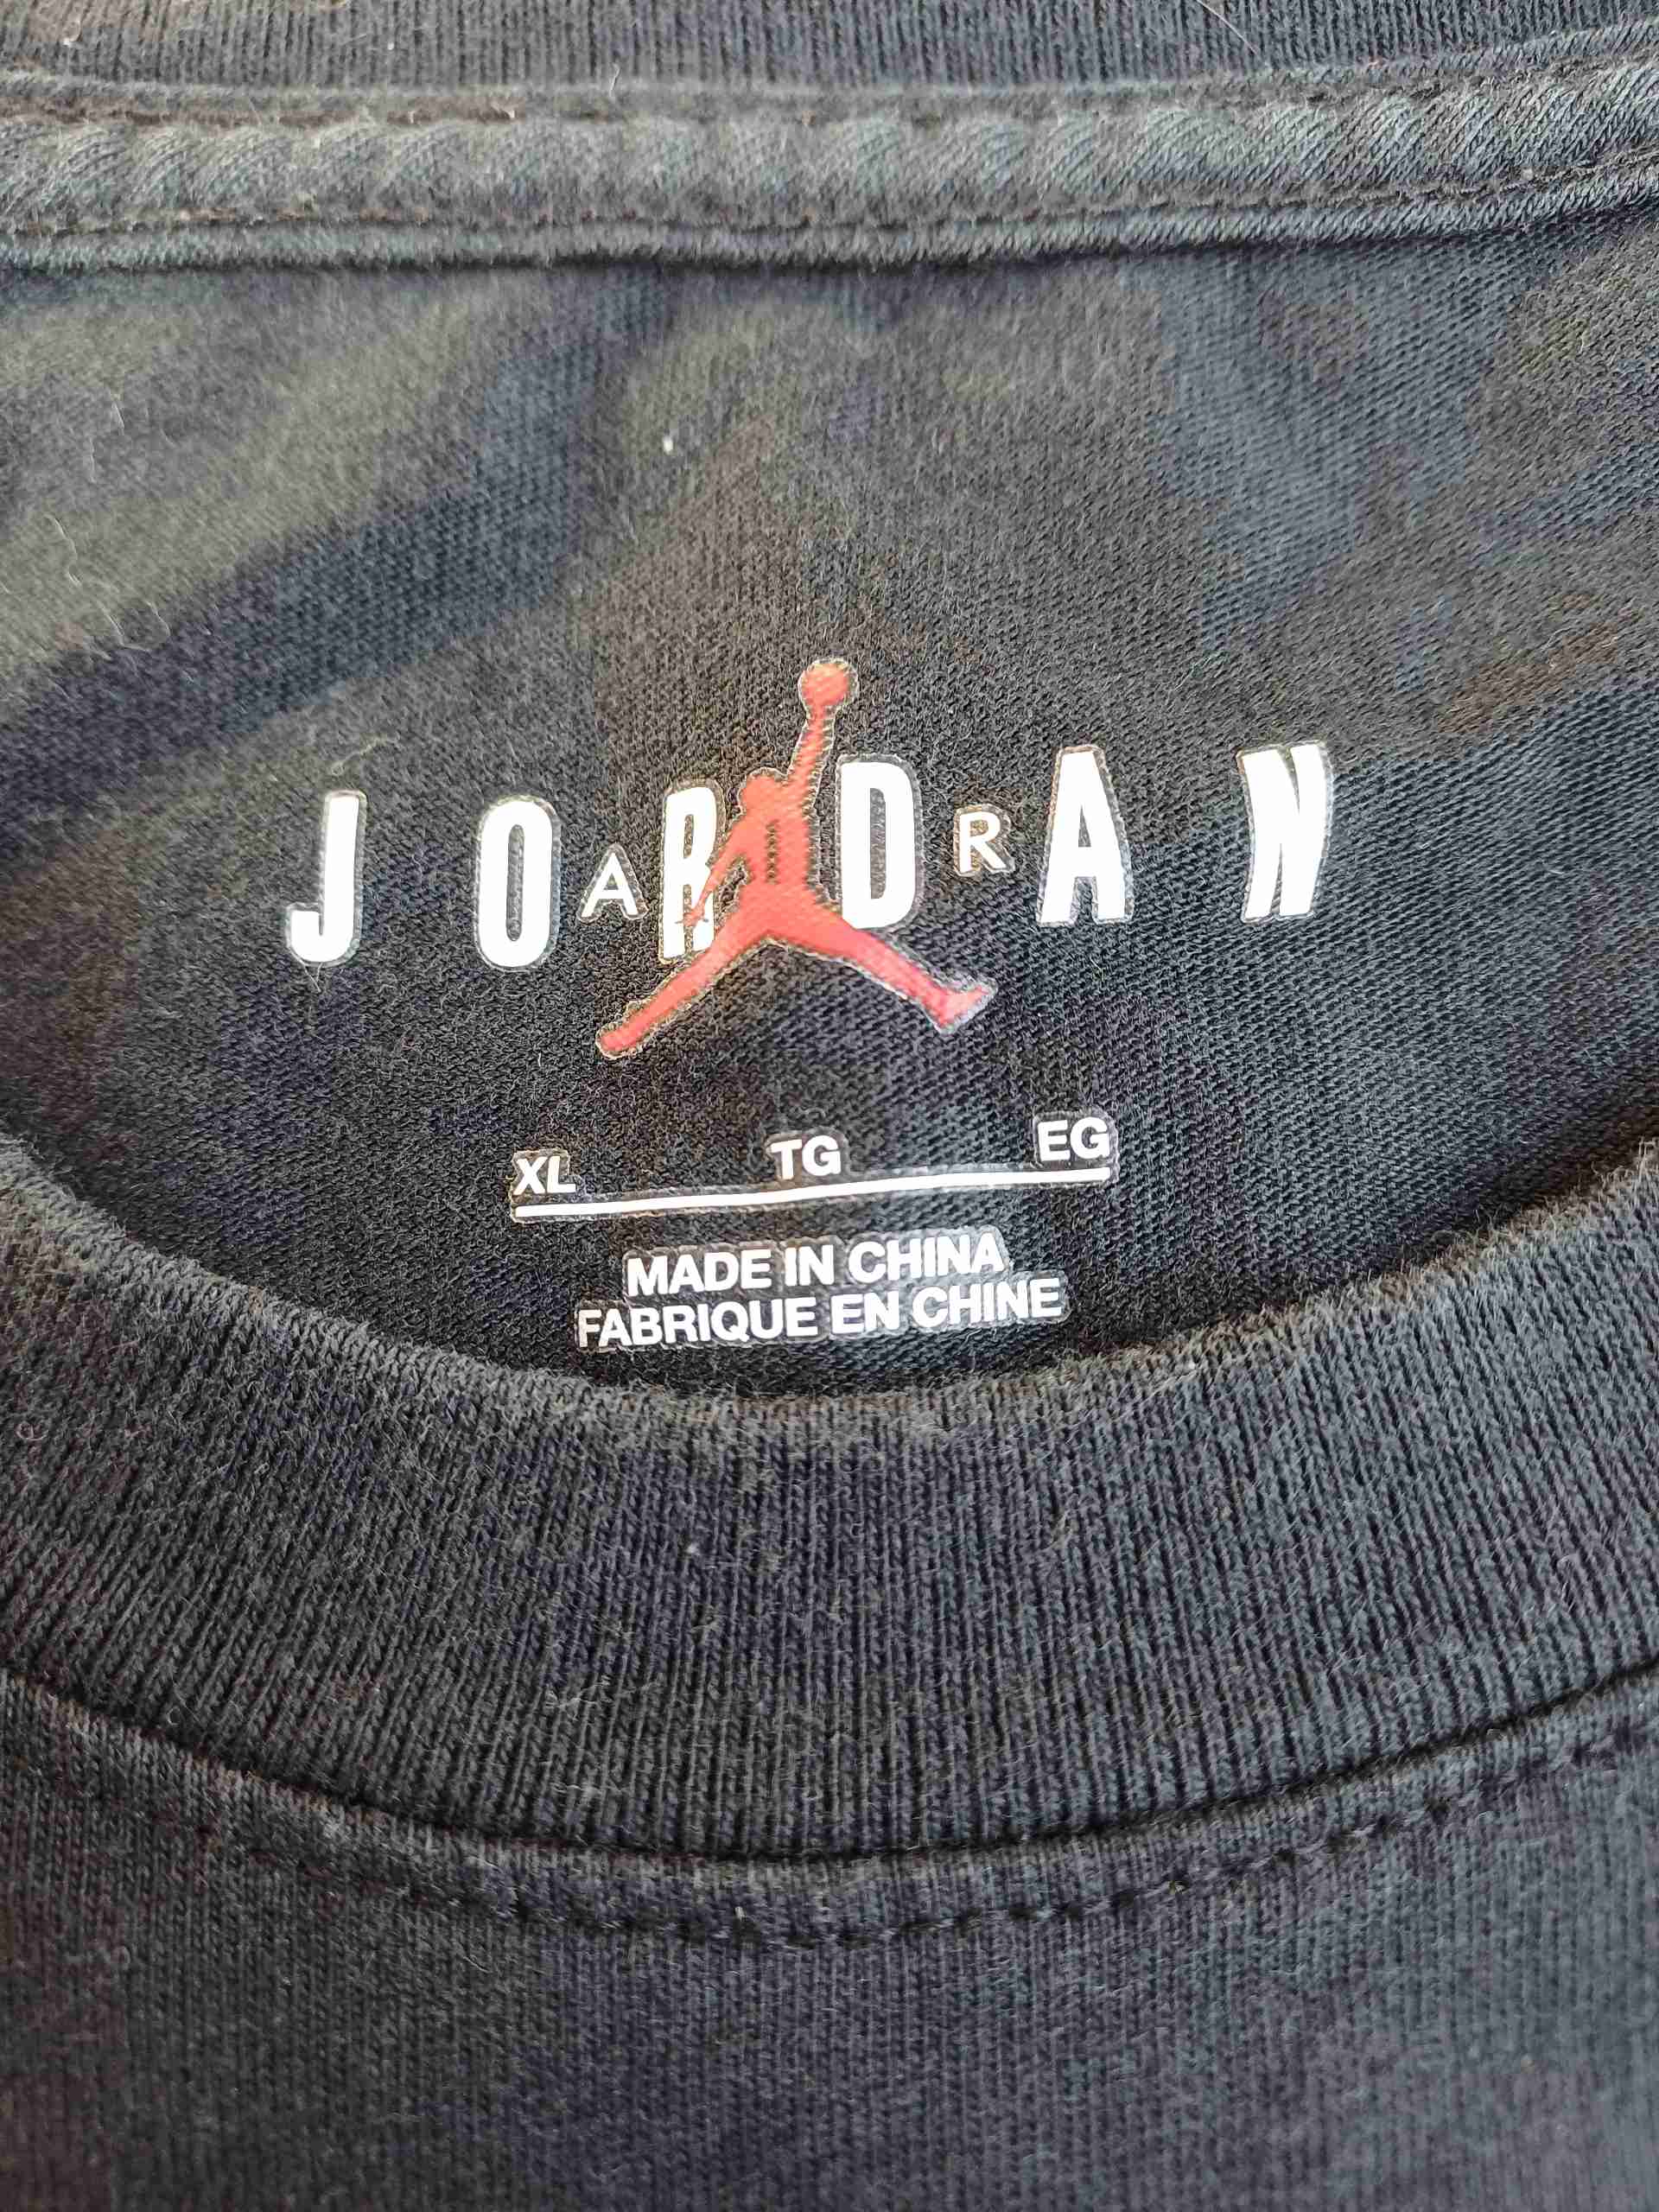 JORDAN
AIR
XL TG EG
MADE IN CHINA
FABRIQUE EN CHINE